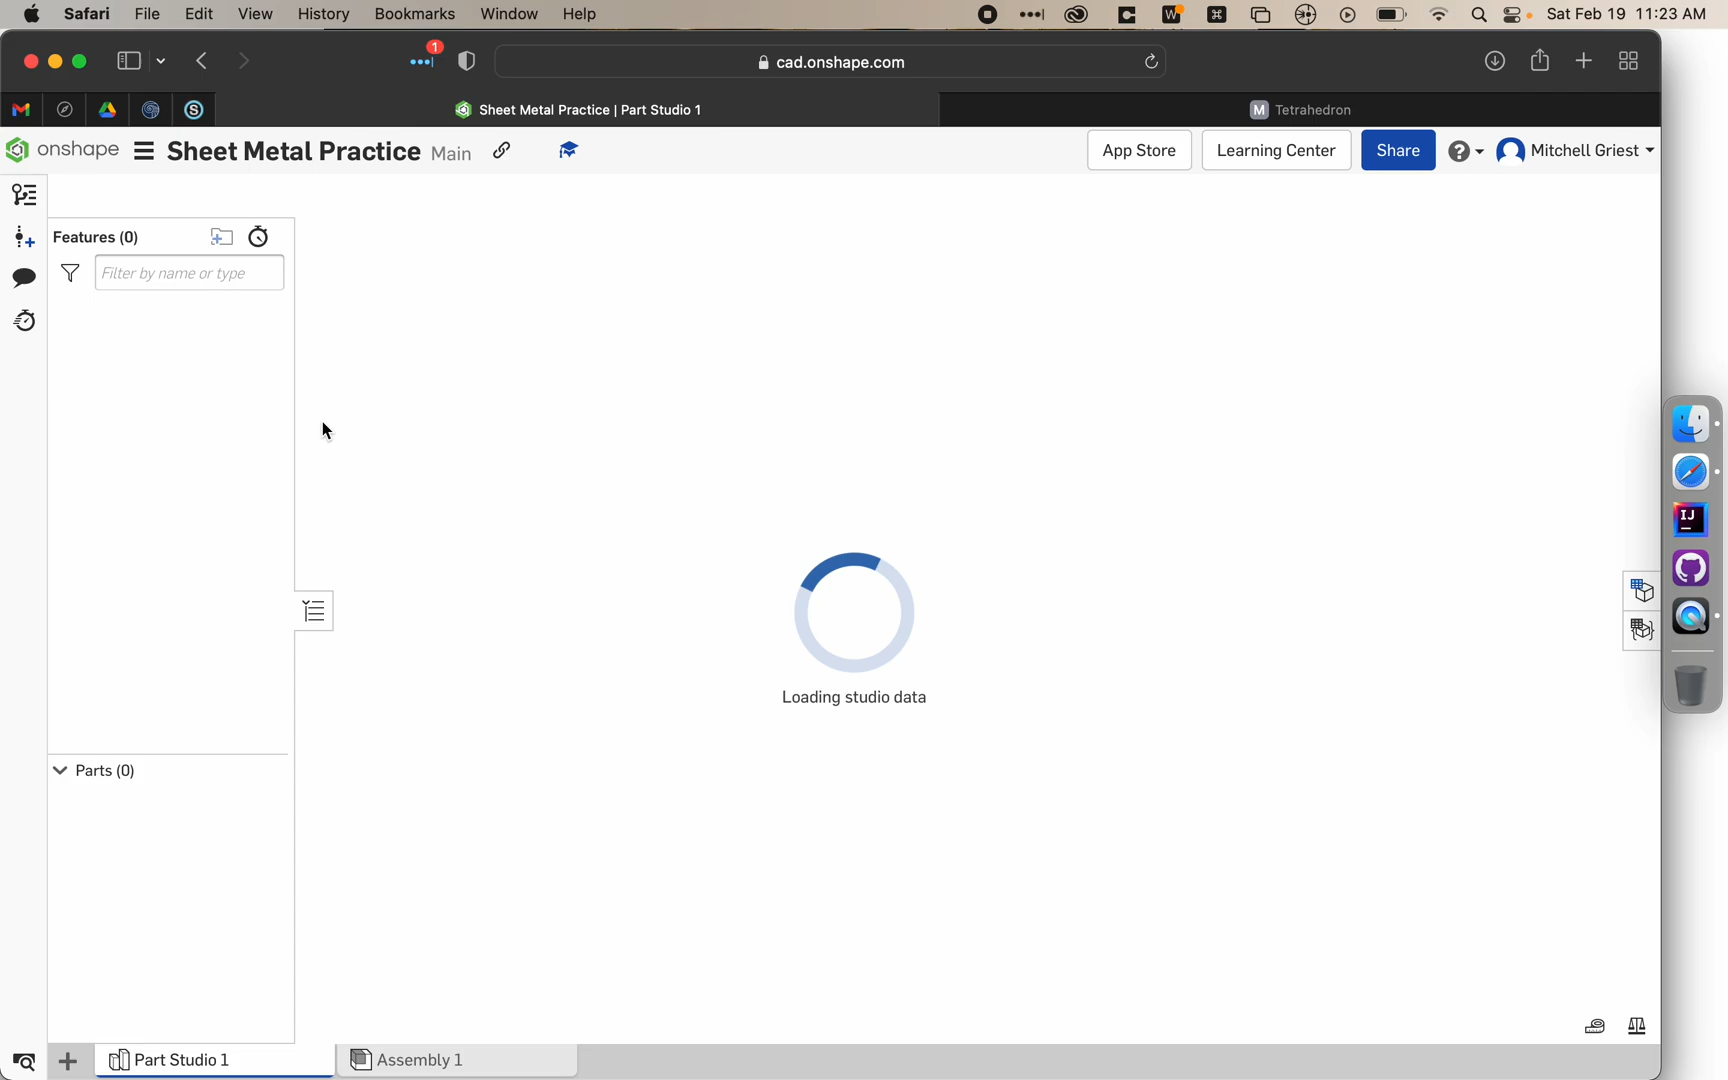 Safari File Edit View History Bookmarks Window Help
Sat Feb 19 11:23 AM
1
cad.onshape.com
Sheet Metal Practice | Part Studio 1
M Tetrahedron
onshape Sheet Metal Practice Main
App Store
Learning Center
Share
Mitchell Griest
Features (0)
Filter by name or type
Loading studio data
Parts (0)
Part Studio 1
Assembly 1